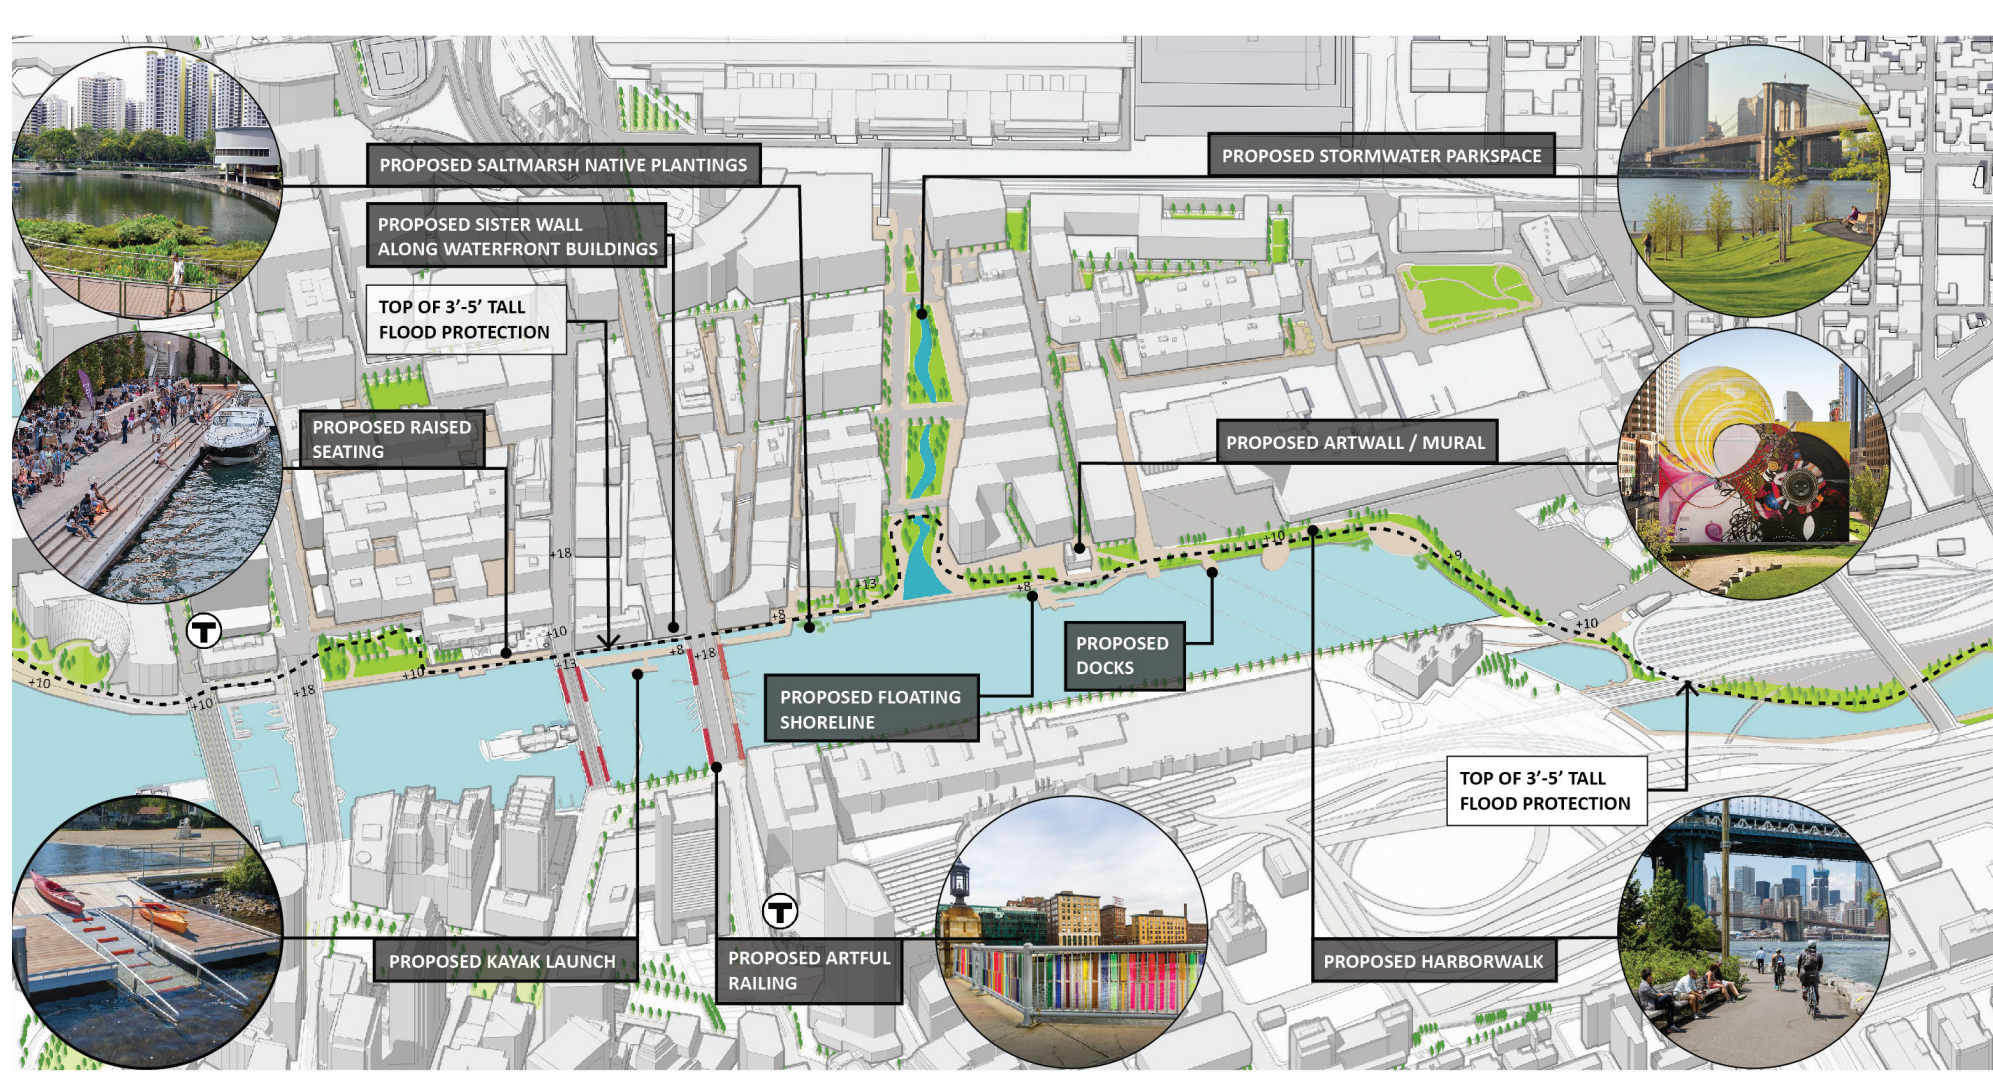 PROPOSED SALTMARSH NATIVE PLANTINGS
PROPOSED STORMWATER PARKSPACE
PROPOSED SISTER WALL
ALONG WATERFRONT BUILDINGS
TOP OF 3'-5' TALL
FLOOD PROTECTION
PROPOSED RAISED
SEATING
PROPOSED ARTWALL / MURAL
+18
+10
+9
+13
+8
+8
+10
T
+10
+13
+8
+18
+10
+18
+10
+10
PROPOSED
DOCKS
PROPOSED FLOATING
SHORELINE
TOP OF 3'-5' TALL
FLOOD PROTECTION
T
PROPOSED KAYAK LAUNCH
PROPOSED ARTFUL
RAILING
PROPOSED HARBORWALK